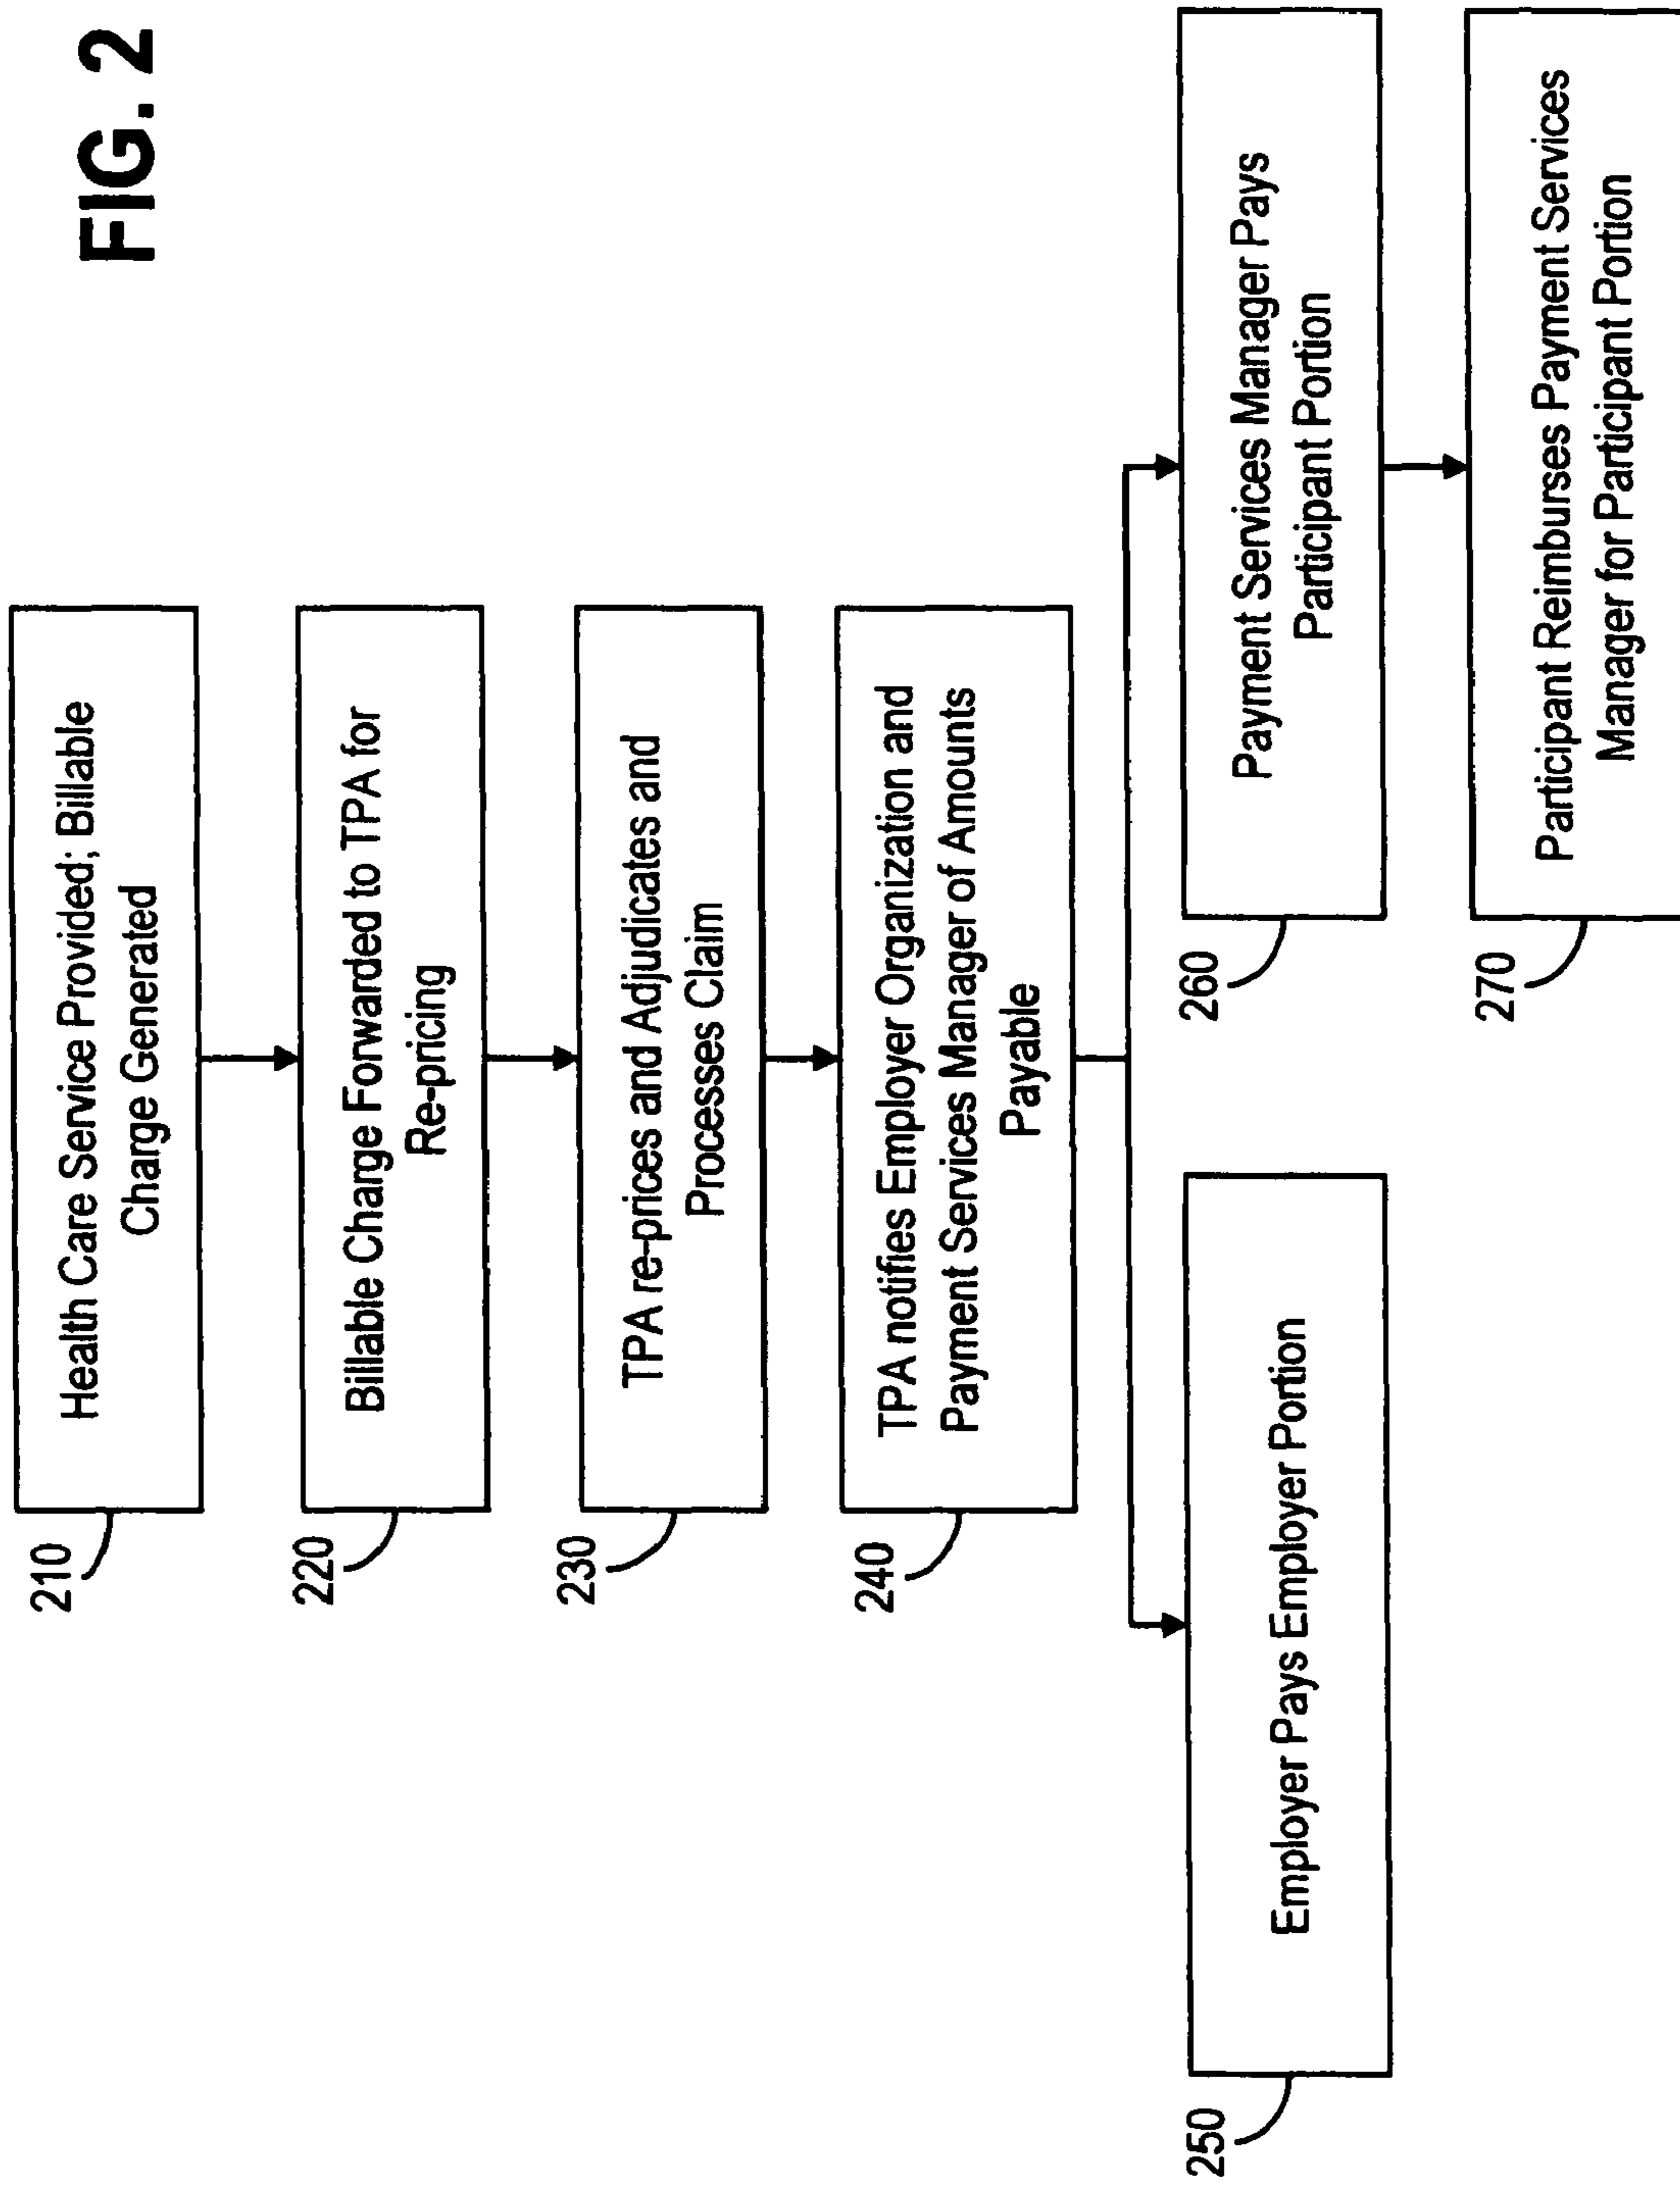 FIG. 2
210
Health Care Service Provided; Billable
Charge Generated
220
Billable Charge Forwarded to TPA for
Re-pricing
230
TPA re-prices and Adjudicates and
Processes Claim
240
TPA notifies Employer Organization and
Payment Services Manager of Amounts
Payable
250
Employer Pays Employer Portion
260
Payment Services Manager Pays
Participant Portion
270
Participant Reimburses Payment Services
Manager for Participant Portion